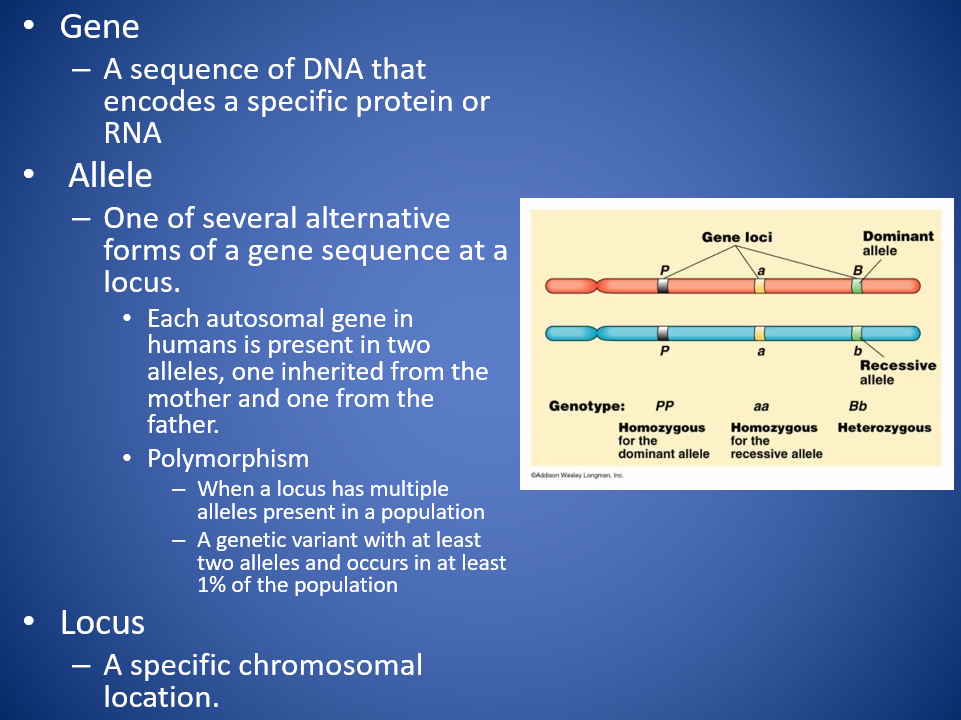 • Gene
– A sequence of DNA that
encodes a specific protein or
RNA
• Allele
– One of several alternative
forms of a gene sequence at a
locus.
• Each autosomal gene in
humans is present in two
alleles, one inherited from the
mother and one from the
father.
• Polymorphism
– When a locus has multiple
alleles present in a population
– A genetic variant with at least
two alleles and occurs in at least
1% of the population
• Locus
– A specific chromosomal
location.
Gene loci
Dominant
allele
P a B
P a b
Recessive
allele
Genotype: PP aa Bb
Homozygous
for the
dominant allele
Homozygous
for the
recessive allele
Heterozygous
©Addison Wesley Longman, Inc.